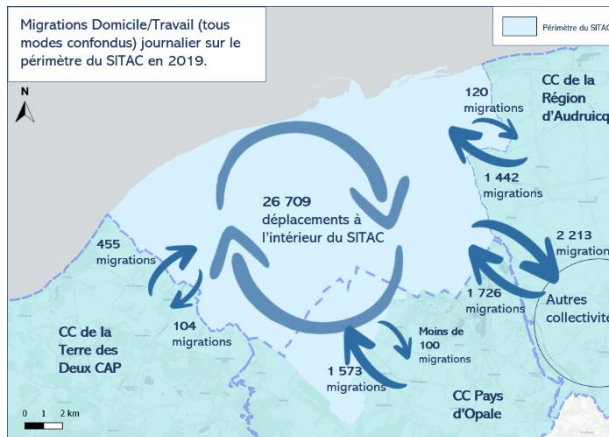 Migrations Domicile/Travail (tous
modes confondus) journalier sur le
périmètre du SITAC en 2019.
Périmètre du SITAC
N
CC de la
Région
d'Audruicq
120
migrations
1 442
migrations
26 709
déplacements à
l'intérieur du SITAC
455
migrations
104
migrations
2 213
migration
1 726
migrations
Autres
collectivité
CC de la
Terre des
Deux CAP
Moins de
100
migrations
1 573
migrations
CC Pays
d'Opale
0 1 2 km